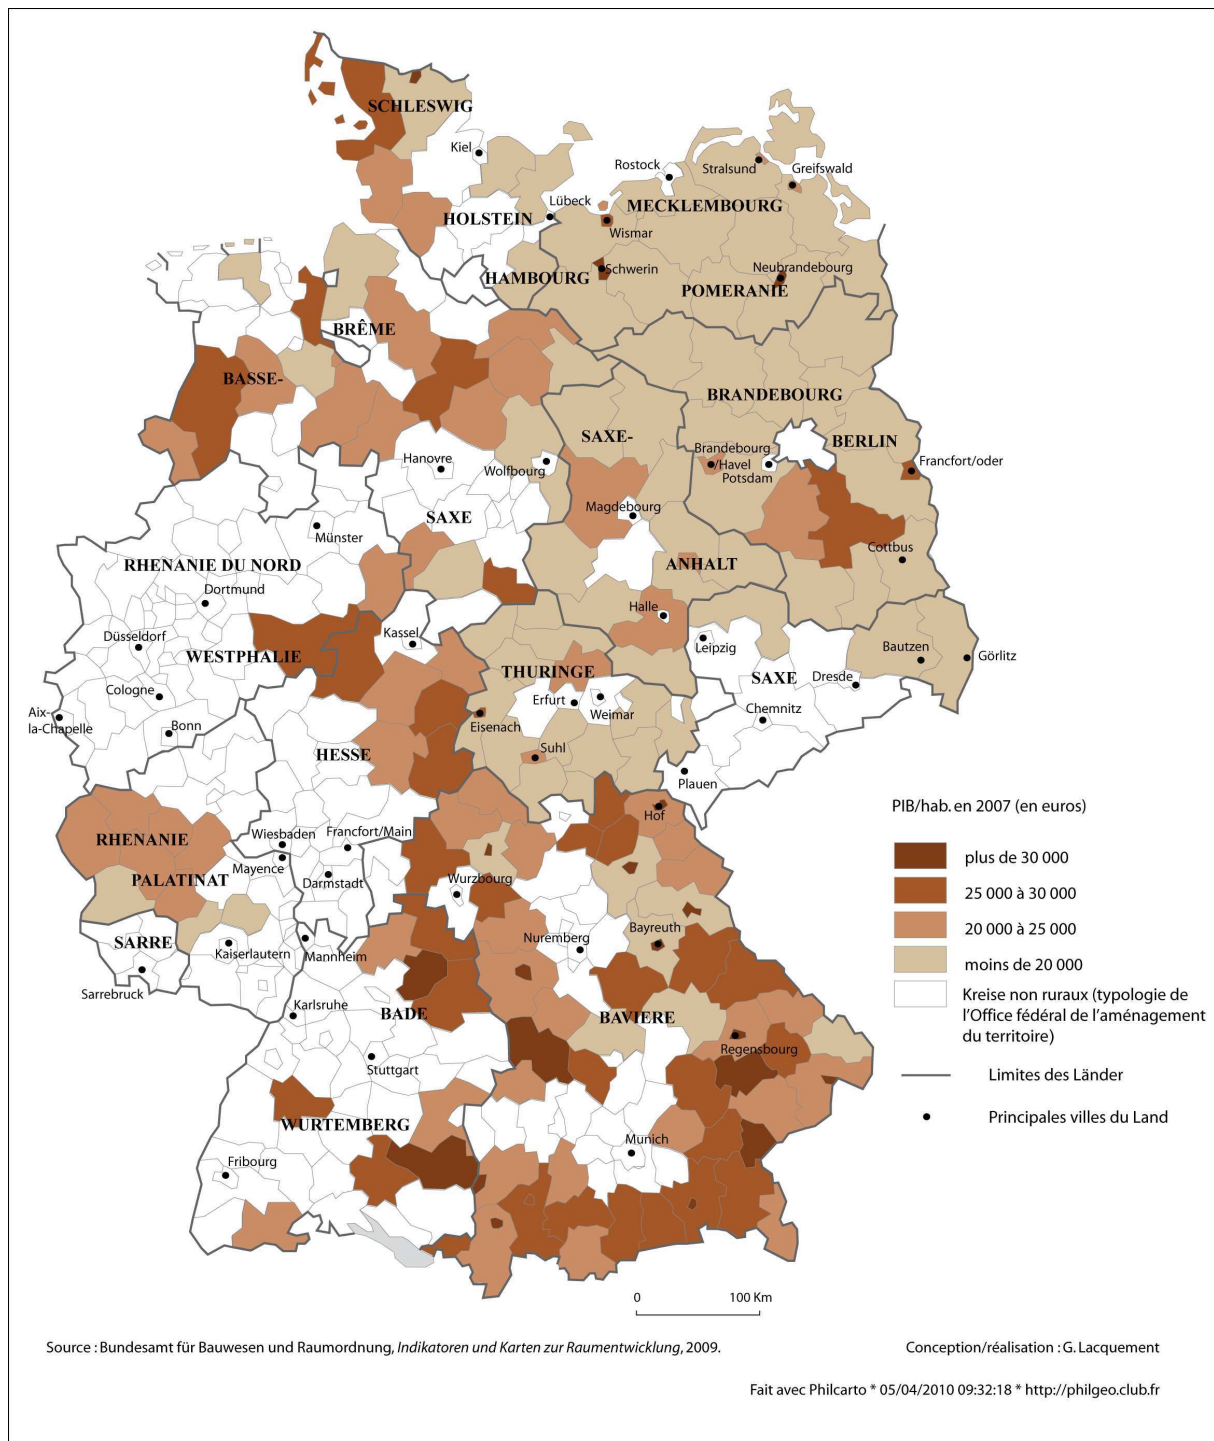 SCHLESWIG
Kiel
Rostock
Stralsund
Greifswald
HOLSTEIN
Lübeck
MECKLEMBOURG
Wismar
HAMBOURG
Schwerin
Neubrandebourg
POMERANIE
BRÊME
BASSE-
BRANDEBOURG
SAXE-
BERLIN
Hanovre
Wolfbourg
Brandebourg
/Havel
Potsdam
Francfort/oder
SAXE
Magdebourg
Münster
RHENANIE DU NORD
ANHALT
Cottbus
Dortmund
Halle
Düsseldorf
WESTPHALIE
Kassel
Leipzig
Bautzen
Görlitz
THURINGE
SAXE
Dresde
Cologne
Erfurt
Weimar
Aix-
la-Chapelle
Bonn
Eisenach
Chemnitz
HESSE
Suhl
Plauen
Hof
RHENANIE
Wiesbaden
Francfort/Main
Mayence
PALATINAT
Darmstadt
Wurzbourg
SARRE
Kaiserlautern
Mannheim
Nuremberg
Bayreuth
Sarrebruck
Karlsruhe
BADE
BAVIERE
Regensbourg
Stuttgart
WURTEMBERG
Munich
Fribourg
PIB/hab. en 2007 (en euros)
plus de 30 000
25 000 à 30 000
20 000 à 25 000
moins de 20 000
Kreise non ruraux (typologie de
l'Office fédéral de l'aménagement
du territoire)
Limites des Länder
Principales villes du Land
0 100 Km
Source : Bundesamt für Bauwesen und Raumordnung, Indikatoren und Karten zur Raumentwicklung, 2009.
Conception/réalisation : G. Lacquement
Fait avec Philcarto * 05/04/2010 09:32:18 * http://philgeo.club.fr